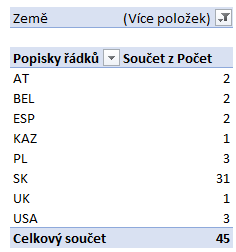 Země (Více položek)
Popisky řádků Součet z Počet
AT 2
BEL 2
ESP 2
KAZ 1
PL 3
SK 31
UK 1
USA 3
Celkový součet 45